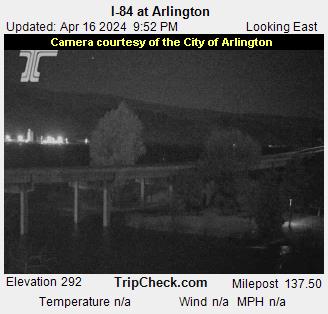 I-84 at Arlington
Updated: Apr 16 2024 9:52 PM Looking East
Camera courtesy of the City of Arlington
Elevation 292 TripCheck.com Milepost 137.50
Temperature n/a Wind n/a MPH n/a